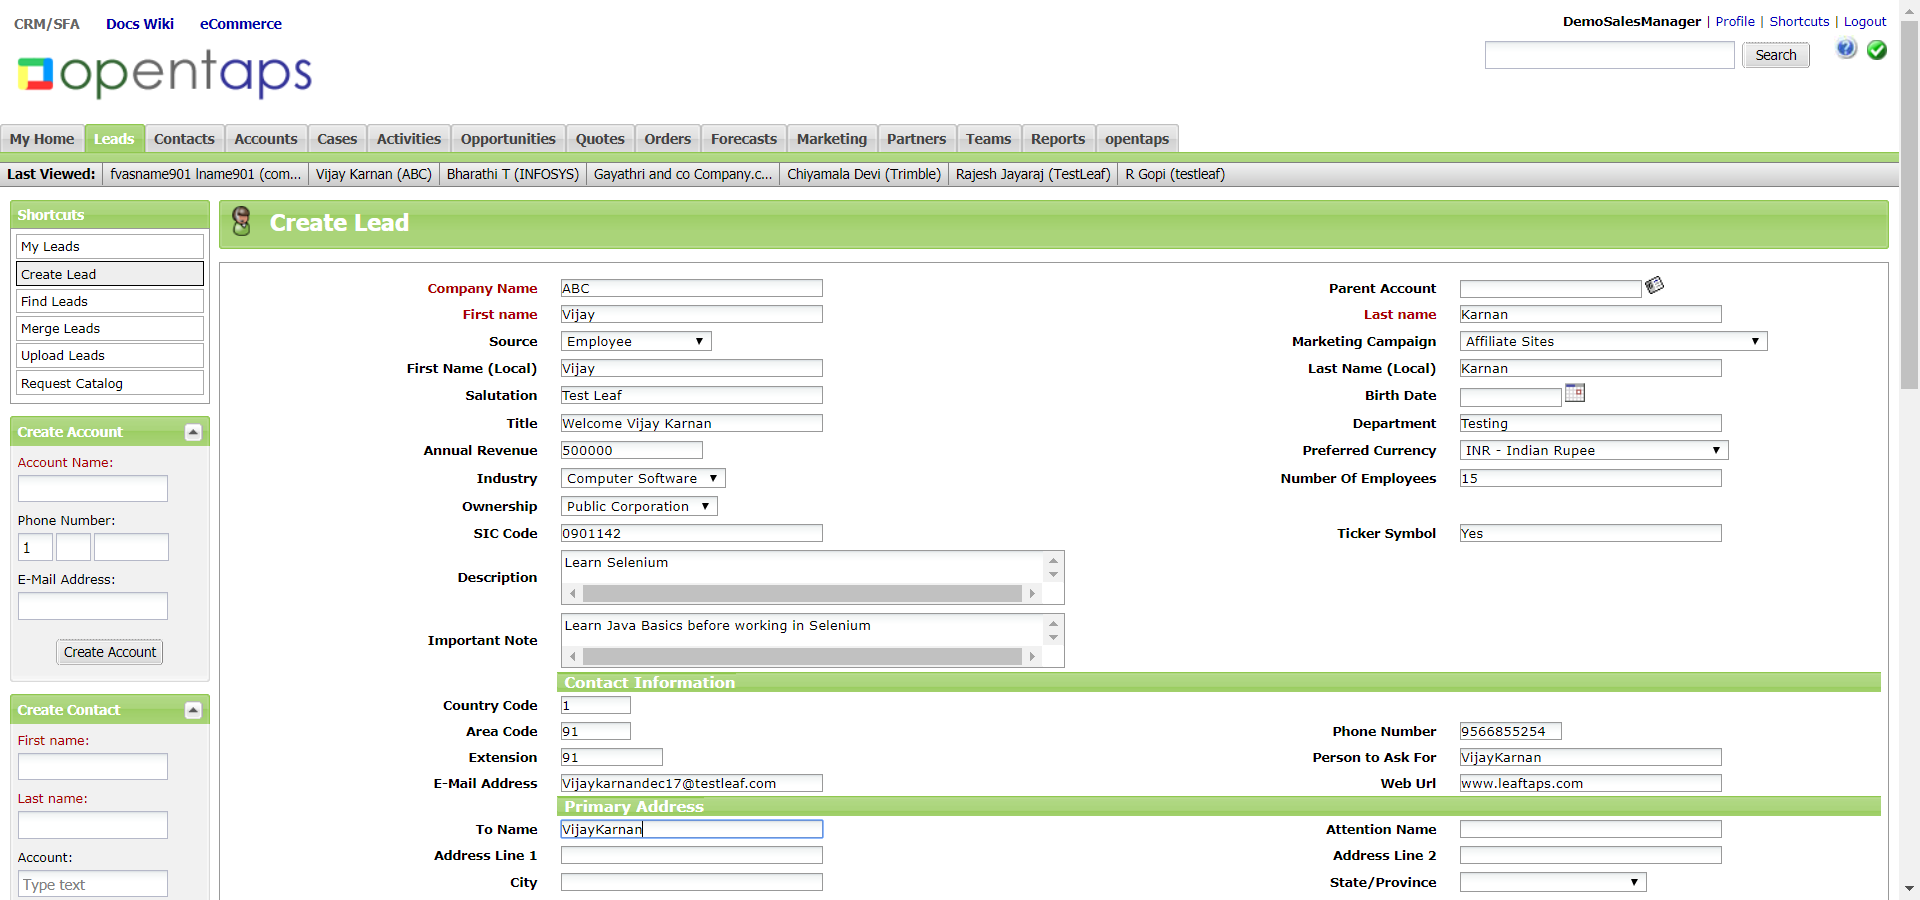 CRM/SFA Docs Wiki eCommerce
DemoSalesManager | Profile | Shortcuts | Logout
opentaps
Search
My Home Leads Contacts Accounts Cases Activities Opportunities Quotes Orders Forecasts Marketing Partners Teams Reports opentaps
Last Viewed: fvasname901 lname901 (com... Vijay Karnan (ABC) Bharathi T (INFOSYS) Gayathri and co Company.c... Chiyamala Devi (Trimble) Rajesh Jayaraj (TestLeaf) R Gopi (testleaf)
Shortcuts
My Leads
Create Lead
Find Leads
Merge Leads
Upload Leads
Request Catalog
Create Account
Account Name:
Phone Number:
1
E-Mail Address:
Create Account
Create Contact
First name:
Last name:
Account:
Type text
Create Lead
Company Name ABC Parent Account
First name Vijay Last name Karnan
Source Employee Marketing Campaign Affiliate Sites
First Name (Local) Vijay Last Name (Local) Karnan
Salutation Test Leaf Birth Date
Title Welcome Vijay Karnan Department Testing
Annual Revenue 500000 Preferred Currency INR - Indian Rupee
Industry Computer Software Number Of Employees 15
Ownership Public Corporation
SIC Code 0901142 Ticker Symbol Yes
Description Learn Selenium
Important Note Learn Java Basics before working in Selenium
Contact Information
Country Code 1
Area Code 91 Phone Number 9566855254
Extension 91 Person to Ask For VijayKarnan
E-Mail Address Vijaykarnandec17@testleaf.com Web Url www.leaftaps.com
Primary Address
To Name VijayKarnan Attention Name
Address Line 1 Address Line 2
City State/Province